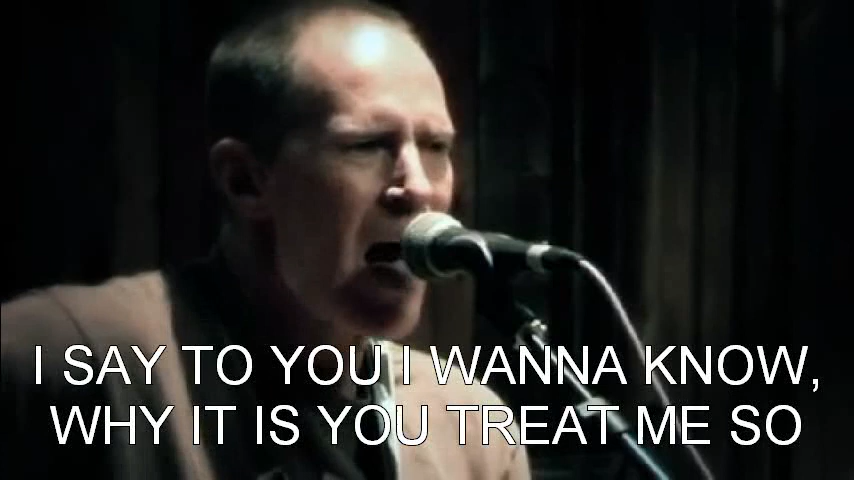 I SAY TO YOU I WANNA KNOW,
WHY IT IS YOU TREAT ME SO